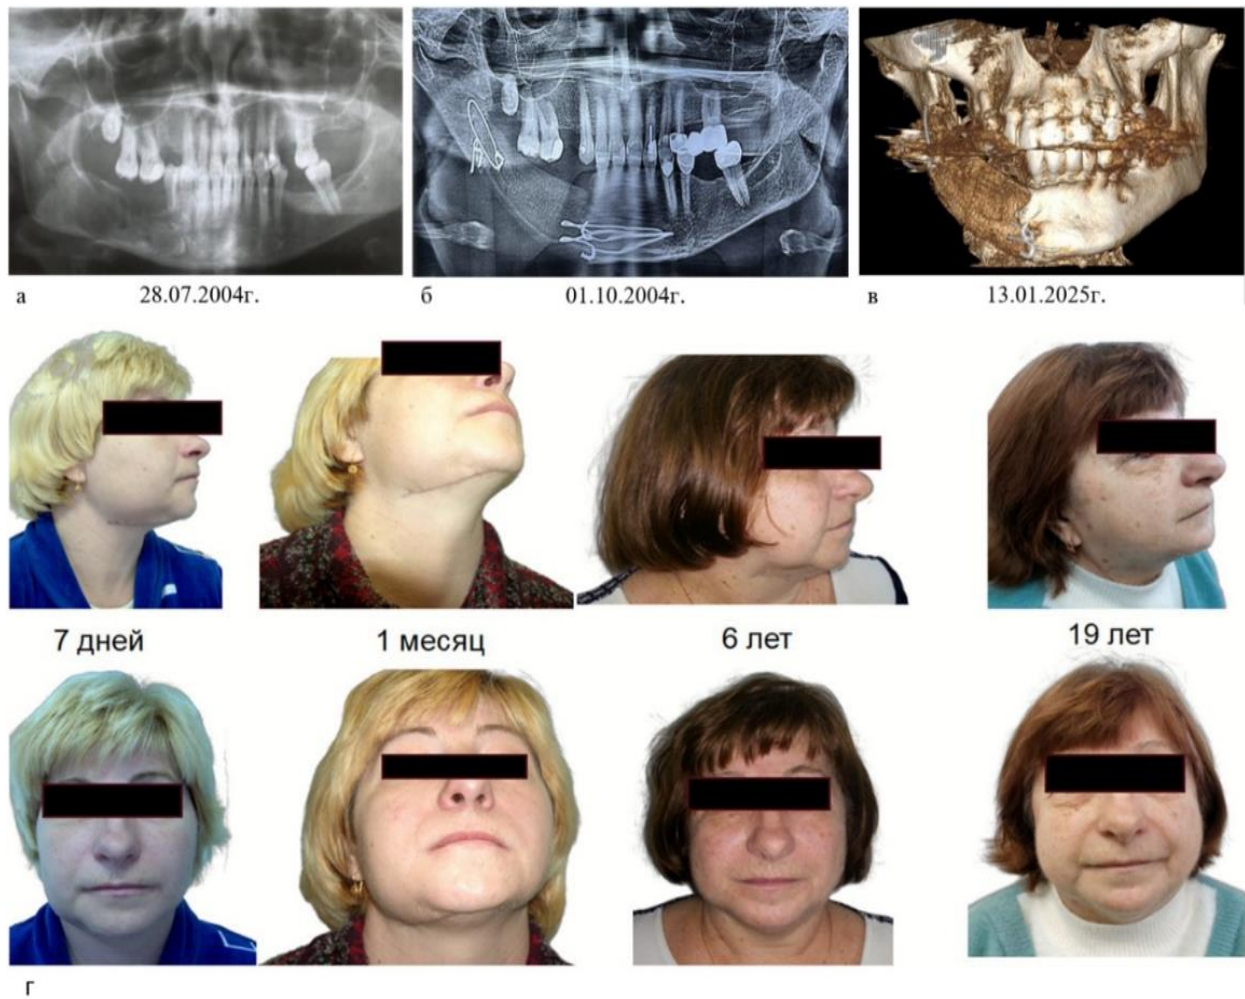 а 28.07.2004г. б 01.10.2004г. в 13.01.2025г.
7 дней 1 месяц 6 лет 19 лет
г